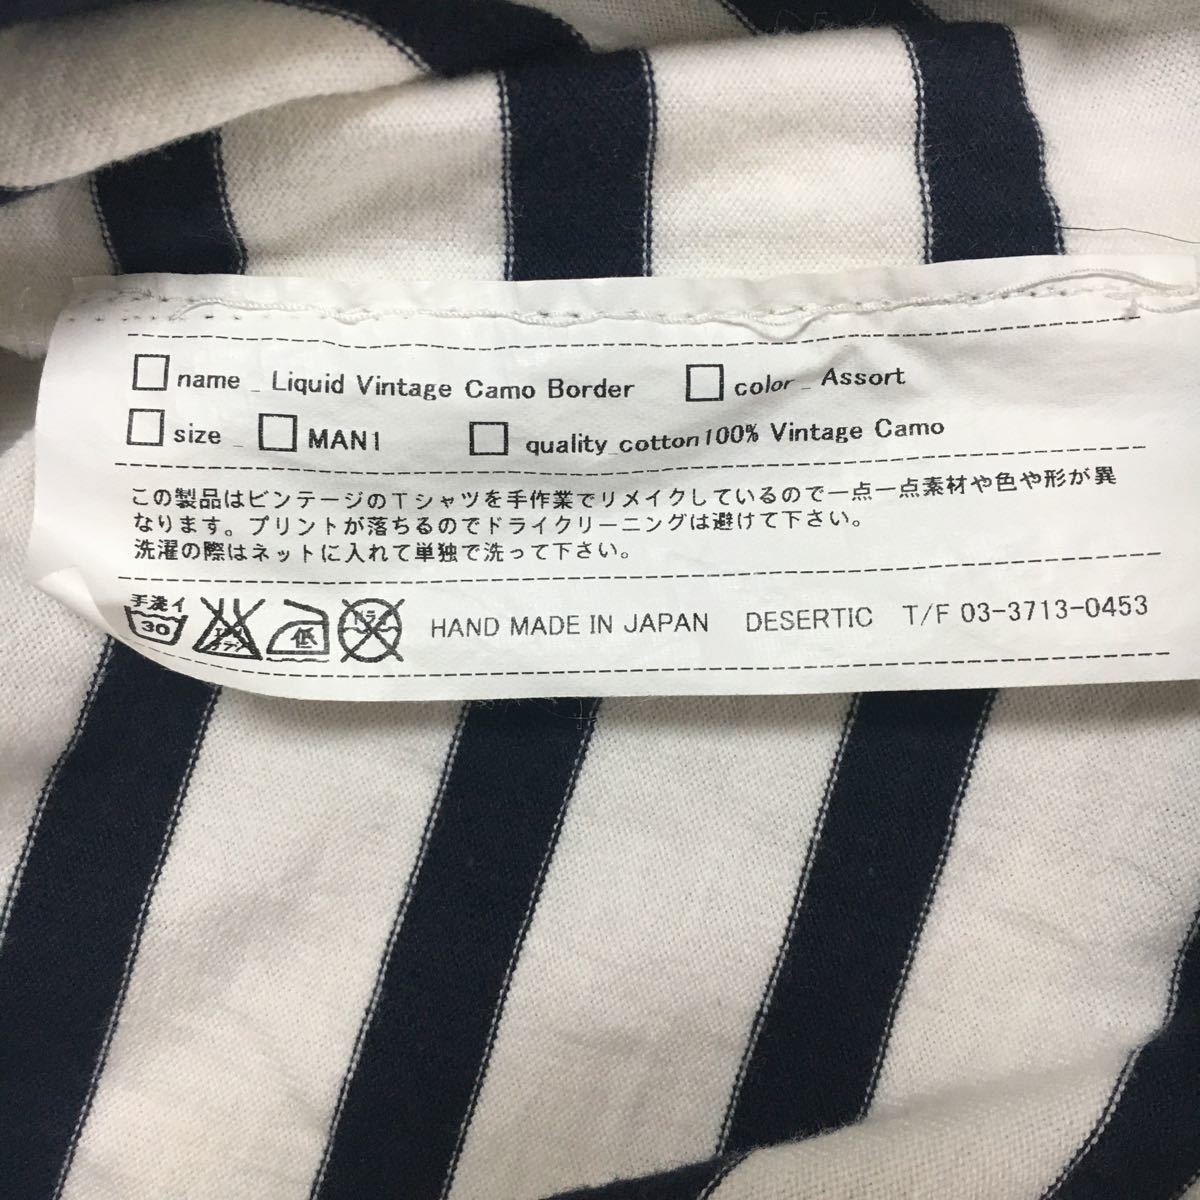 name _ Liquid Vintage Camo Border color _ Assort
size _ MAN1 quality_cotton100% Vintage Camo
この製品はビンテージのTシャツを手作業でリメイクしているので一点一点素材や色や形が異
なります。プリントが落ちるのでドライクリーニングは避けて下さい。
洗濯の際はネットに入れて単独で洗って下さい。
手洗イ
30
低
ドライ
HAND MADE IN JAPAN DESERTIC T/F 03-3713-0453